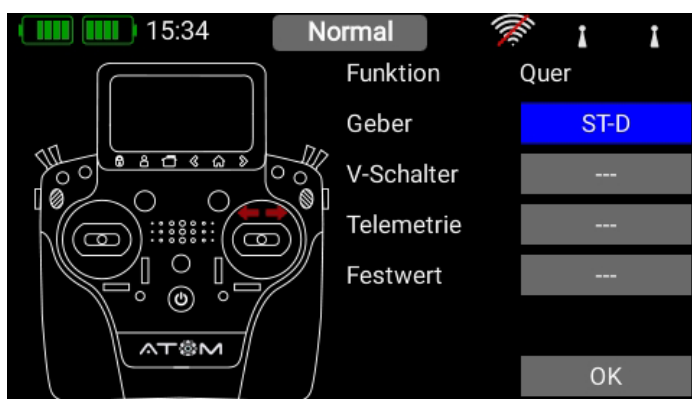 15:34 Normal
Funktion Quer
Geber ST-D
V-Schalter ---
Telemetrie ---
Festwert ---
OK
ATOM